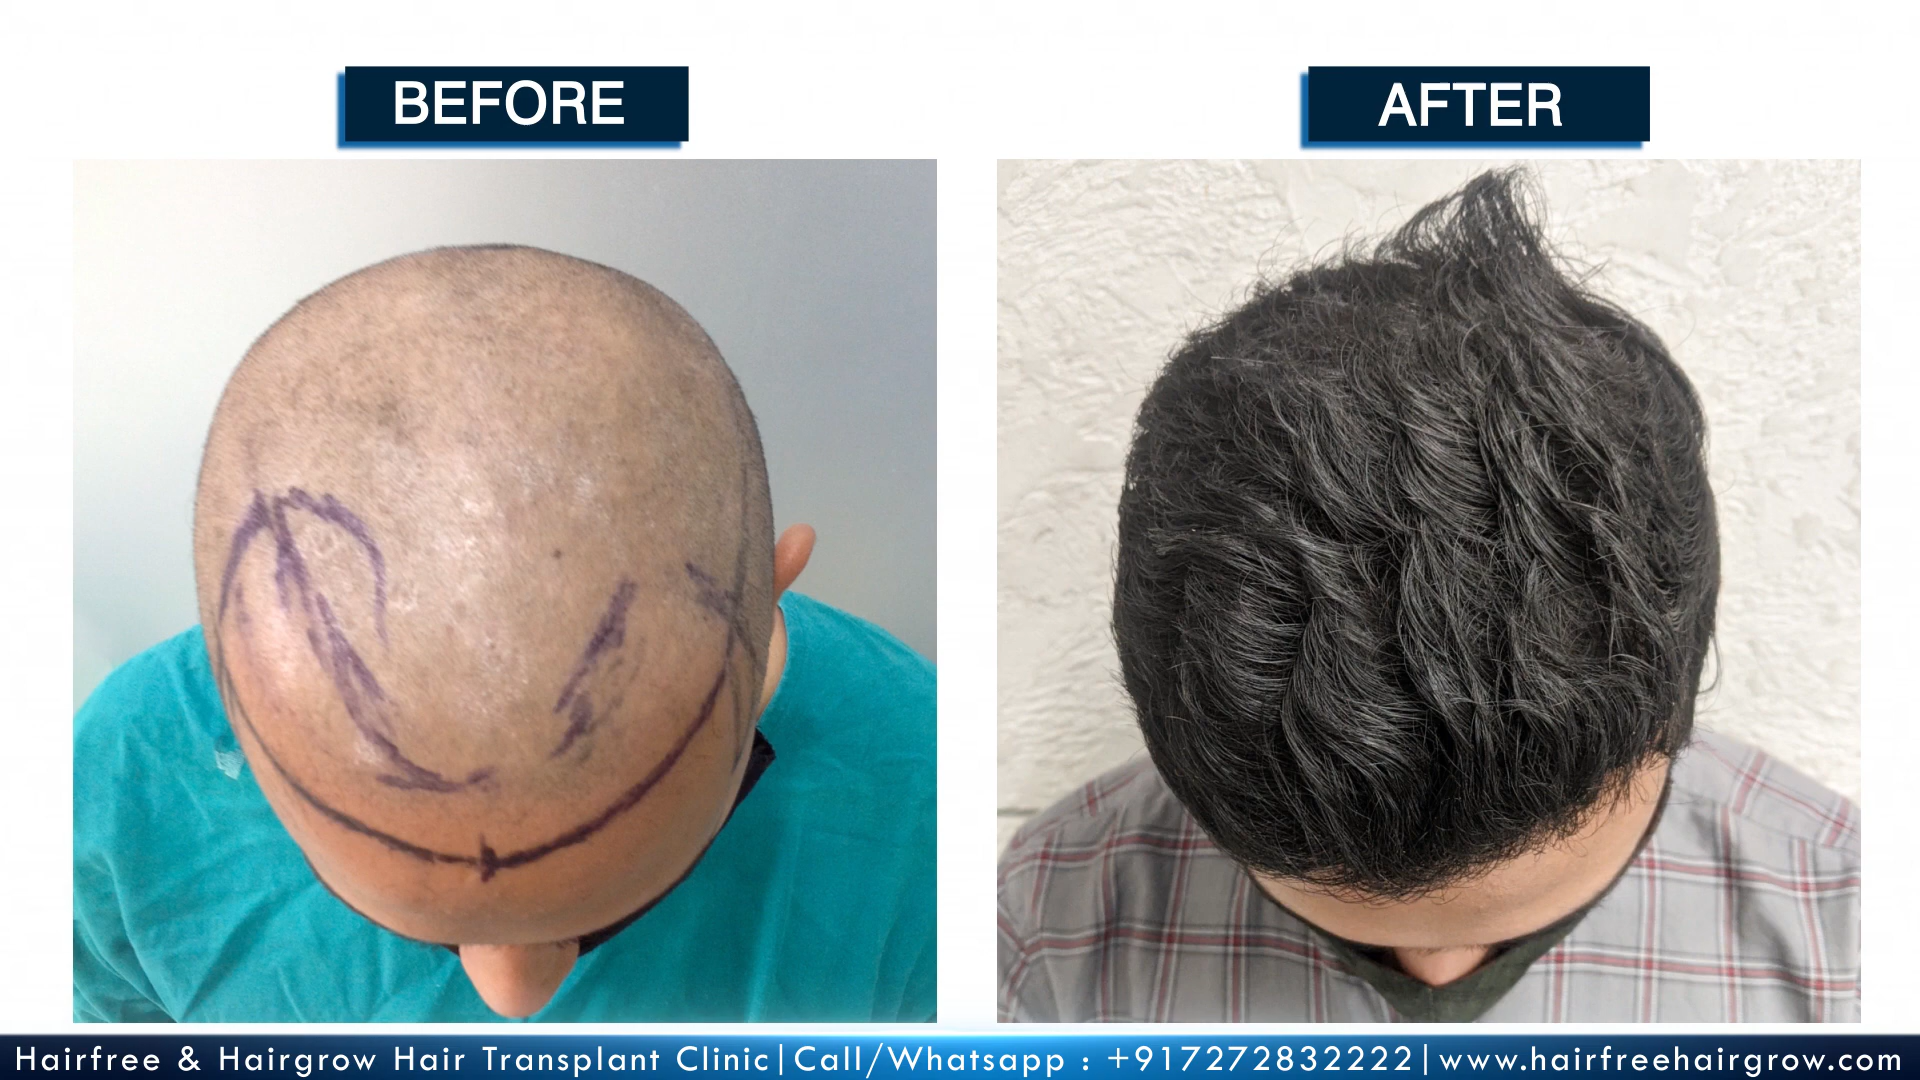 BEFORE
AFTER
Hairfree & Hairgrow Hair Transplant Clinic|Call/Whatsapp : +917272832222|www.hairfreehairgrow.com